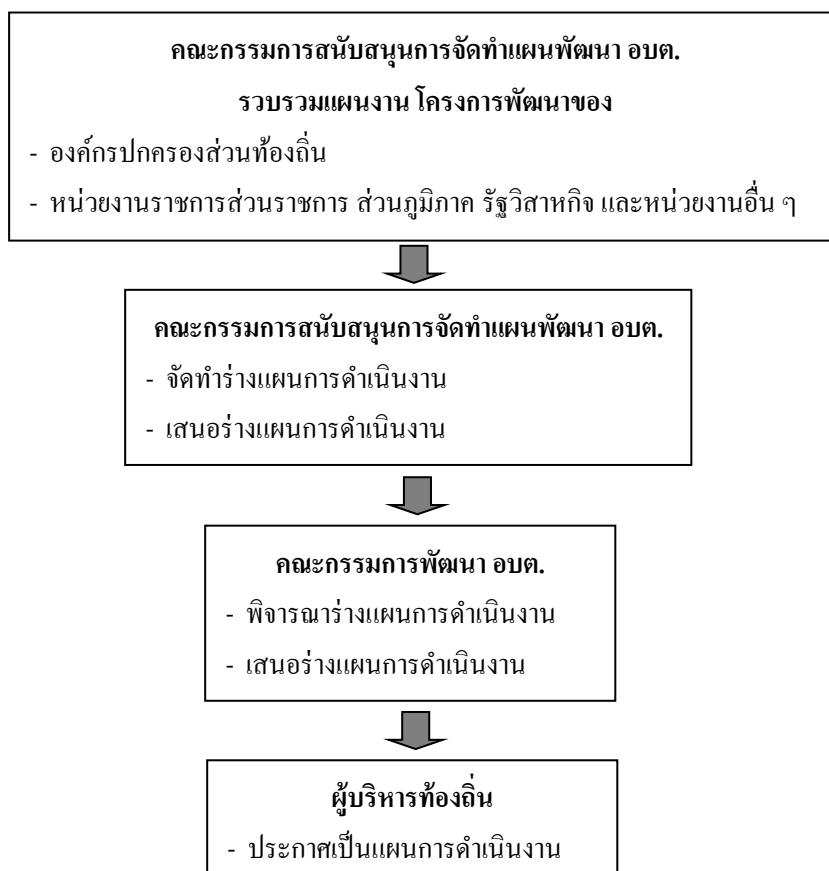 คณะกรรมการสนับสนุนการจัดทำแผนพัฒนา อบต.
รวบรวมแผนงาน โครงการพัฒนาของ
- องค์กรปกครองส่วนท้องถิ่น
- หน่วยงานราชการส่วนราชการ ส่วนภูมิภาค รัฐวิสาหกิจ และหน่วยงานอื่น ๆ
คณะกรรมการสนับสนุนการจัดทำแผนพัฒนา อบต.
- จัดทำร่างแผนการดำเนินงาน
- เสนอร่างแผนการดำเนินงาน
คณะกรรมการพัฒนา อบต.
- พิจารณาร่างแผนการดำเนินงาน
- เสนอร่างแผนการดำเนินงาน
ผู้บริหารท้องถิ่น
- ประกาศเป็นแผนการดำเนินงาน